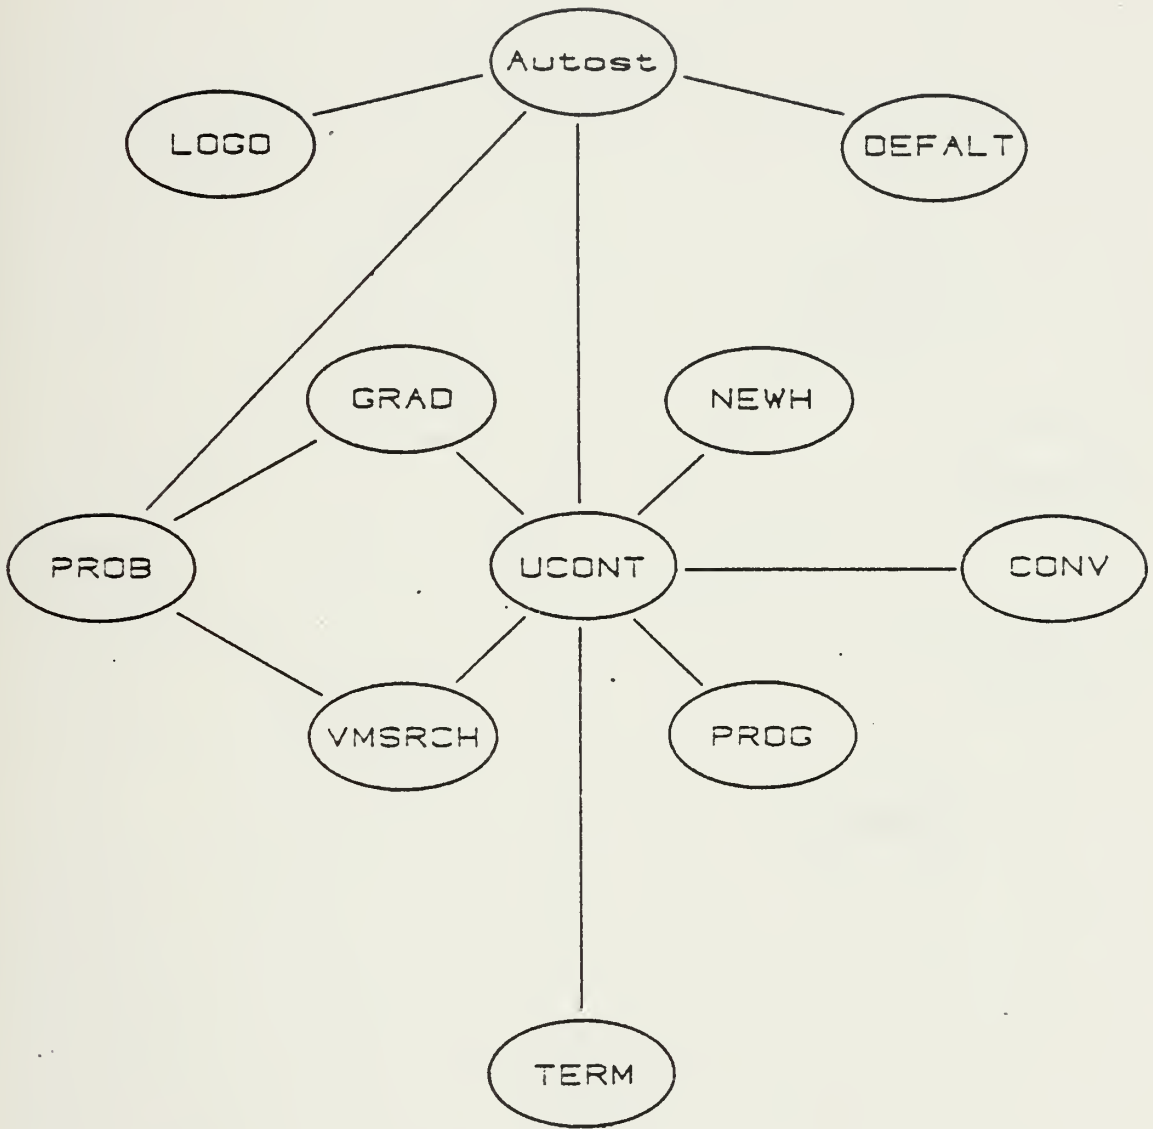 Autost
LOGO
DEFALT
GRAD
NEWH
PROB
UCONT
CONV
VMSRCH
PROG
TERM